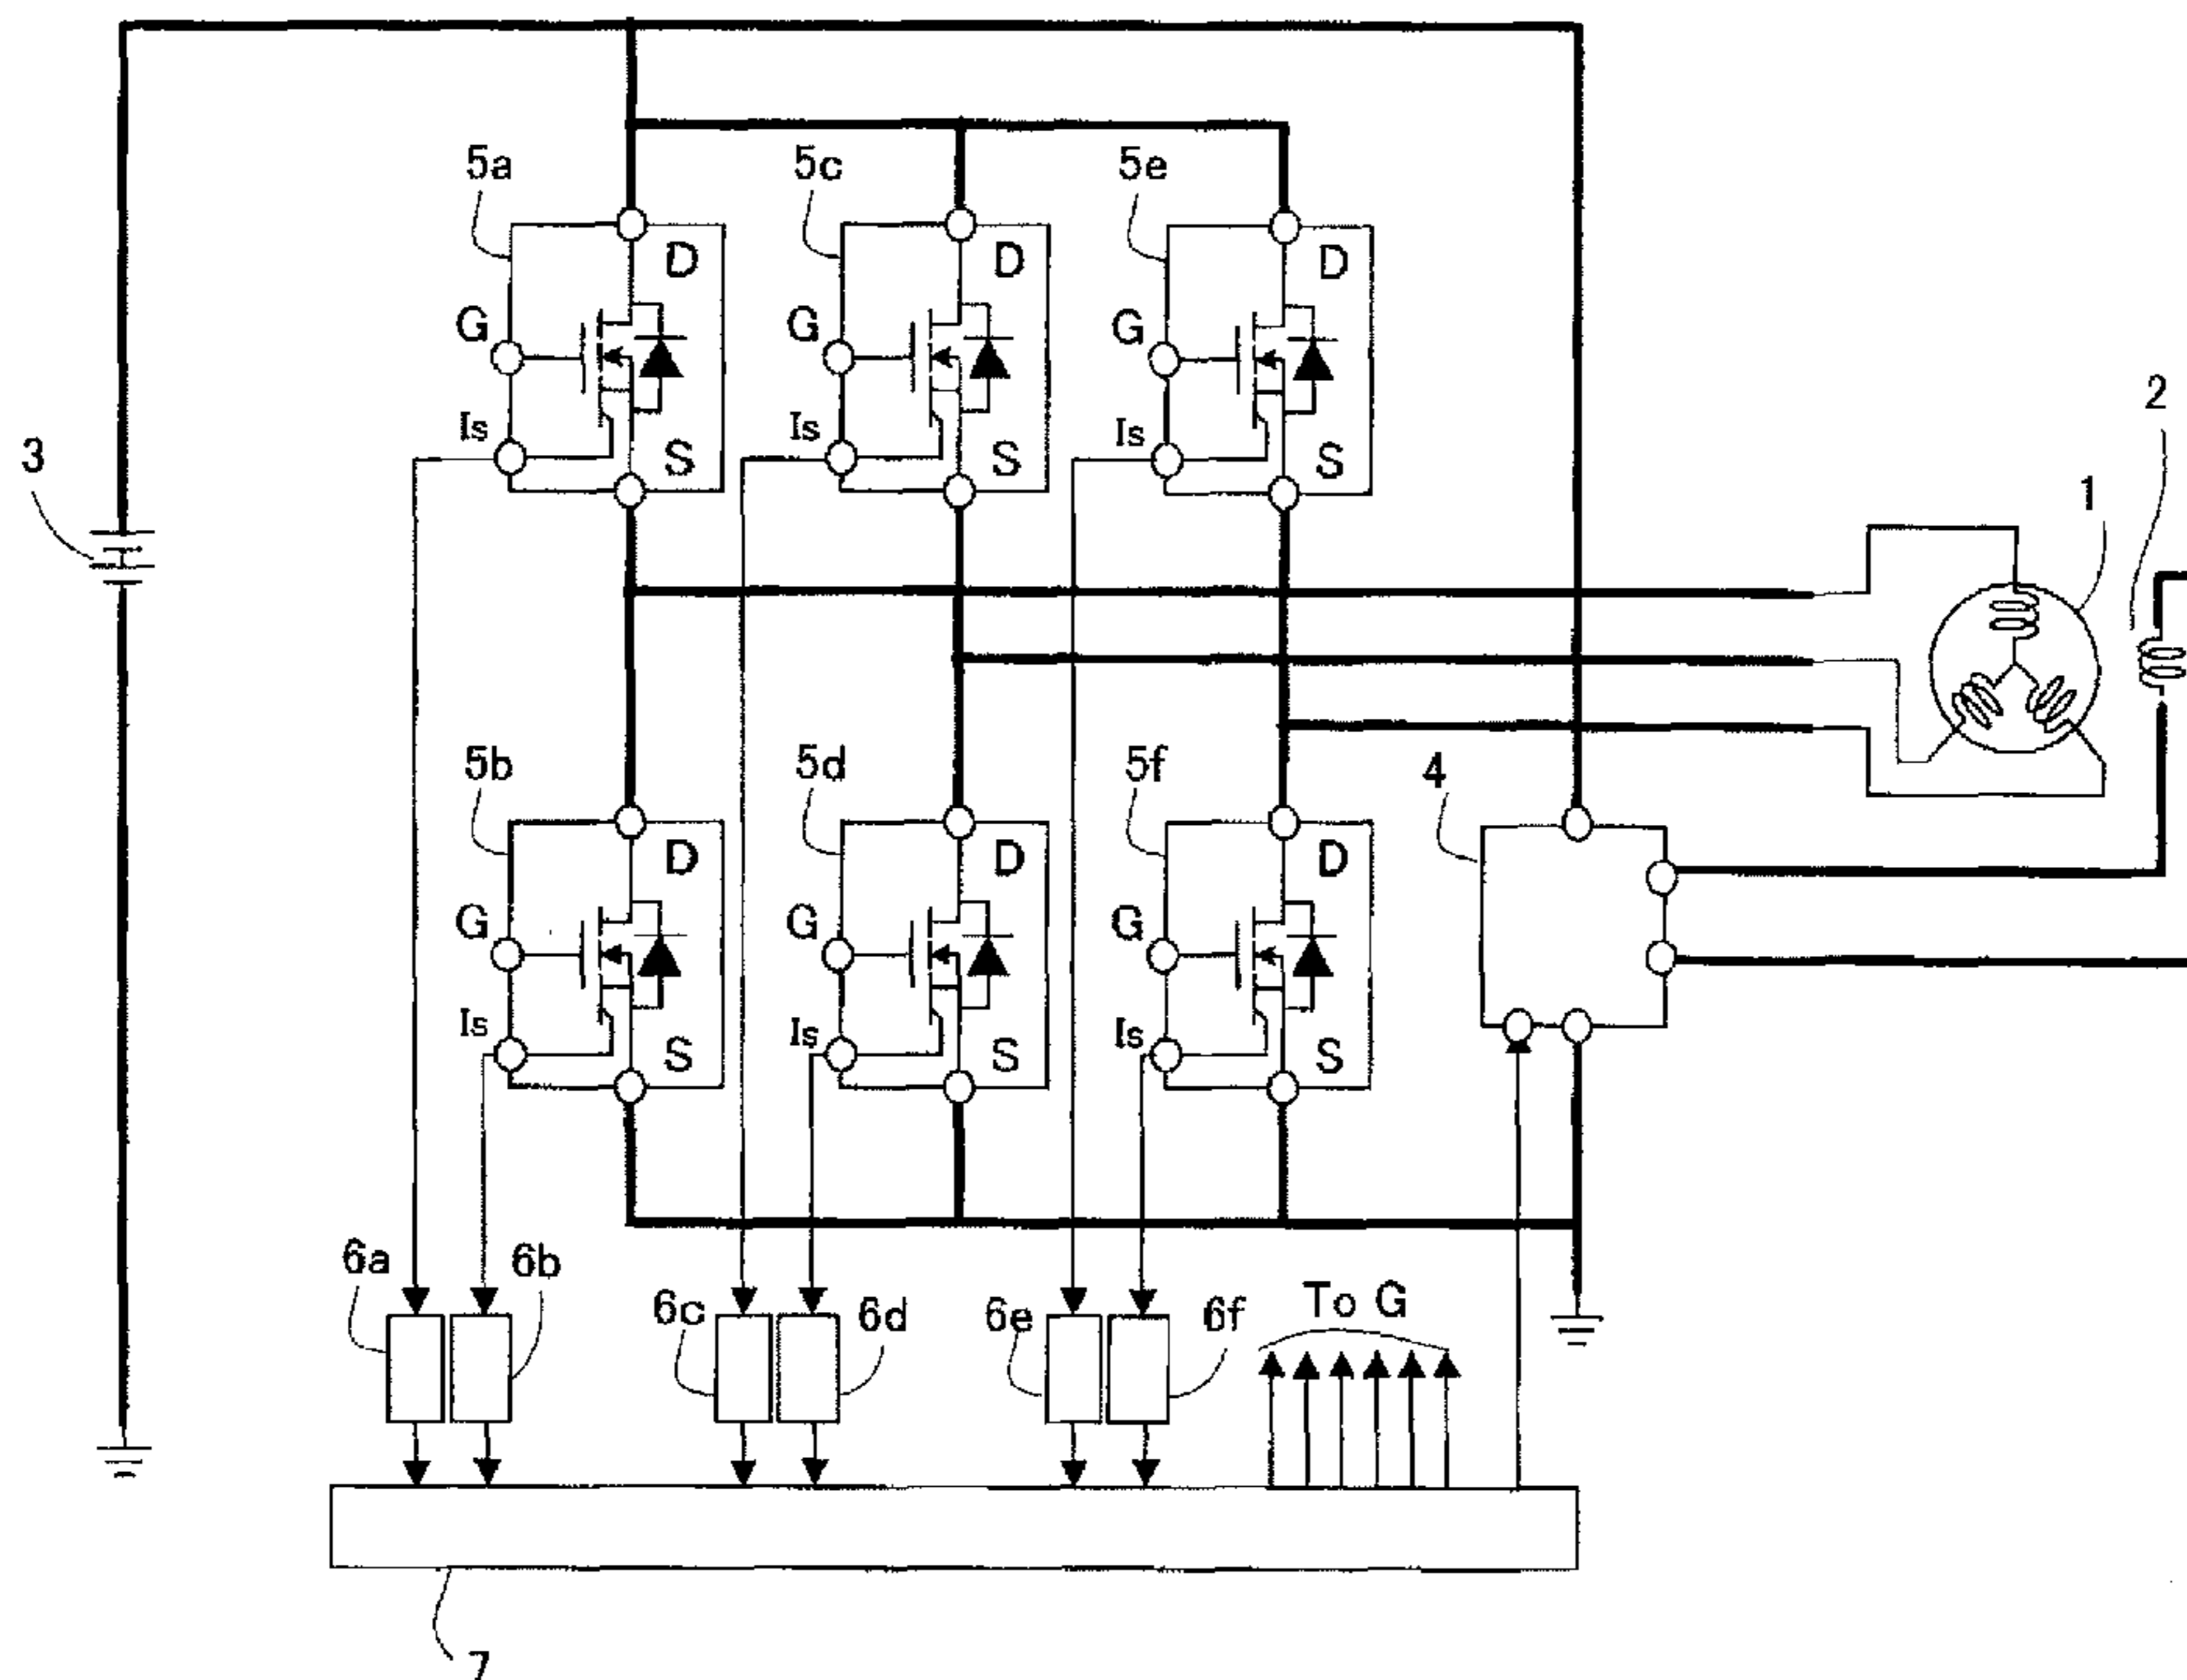 5a 5c 5e
D D D
G G G
Is Is Is
S S S
3
2
1
5b 5d 5f
4
D D D
G G G
Is Is Is
S S S
6a 6b 6c 6d 6e 6f
To G
7